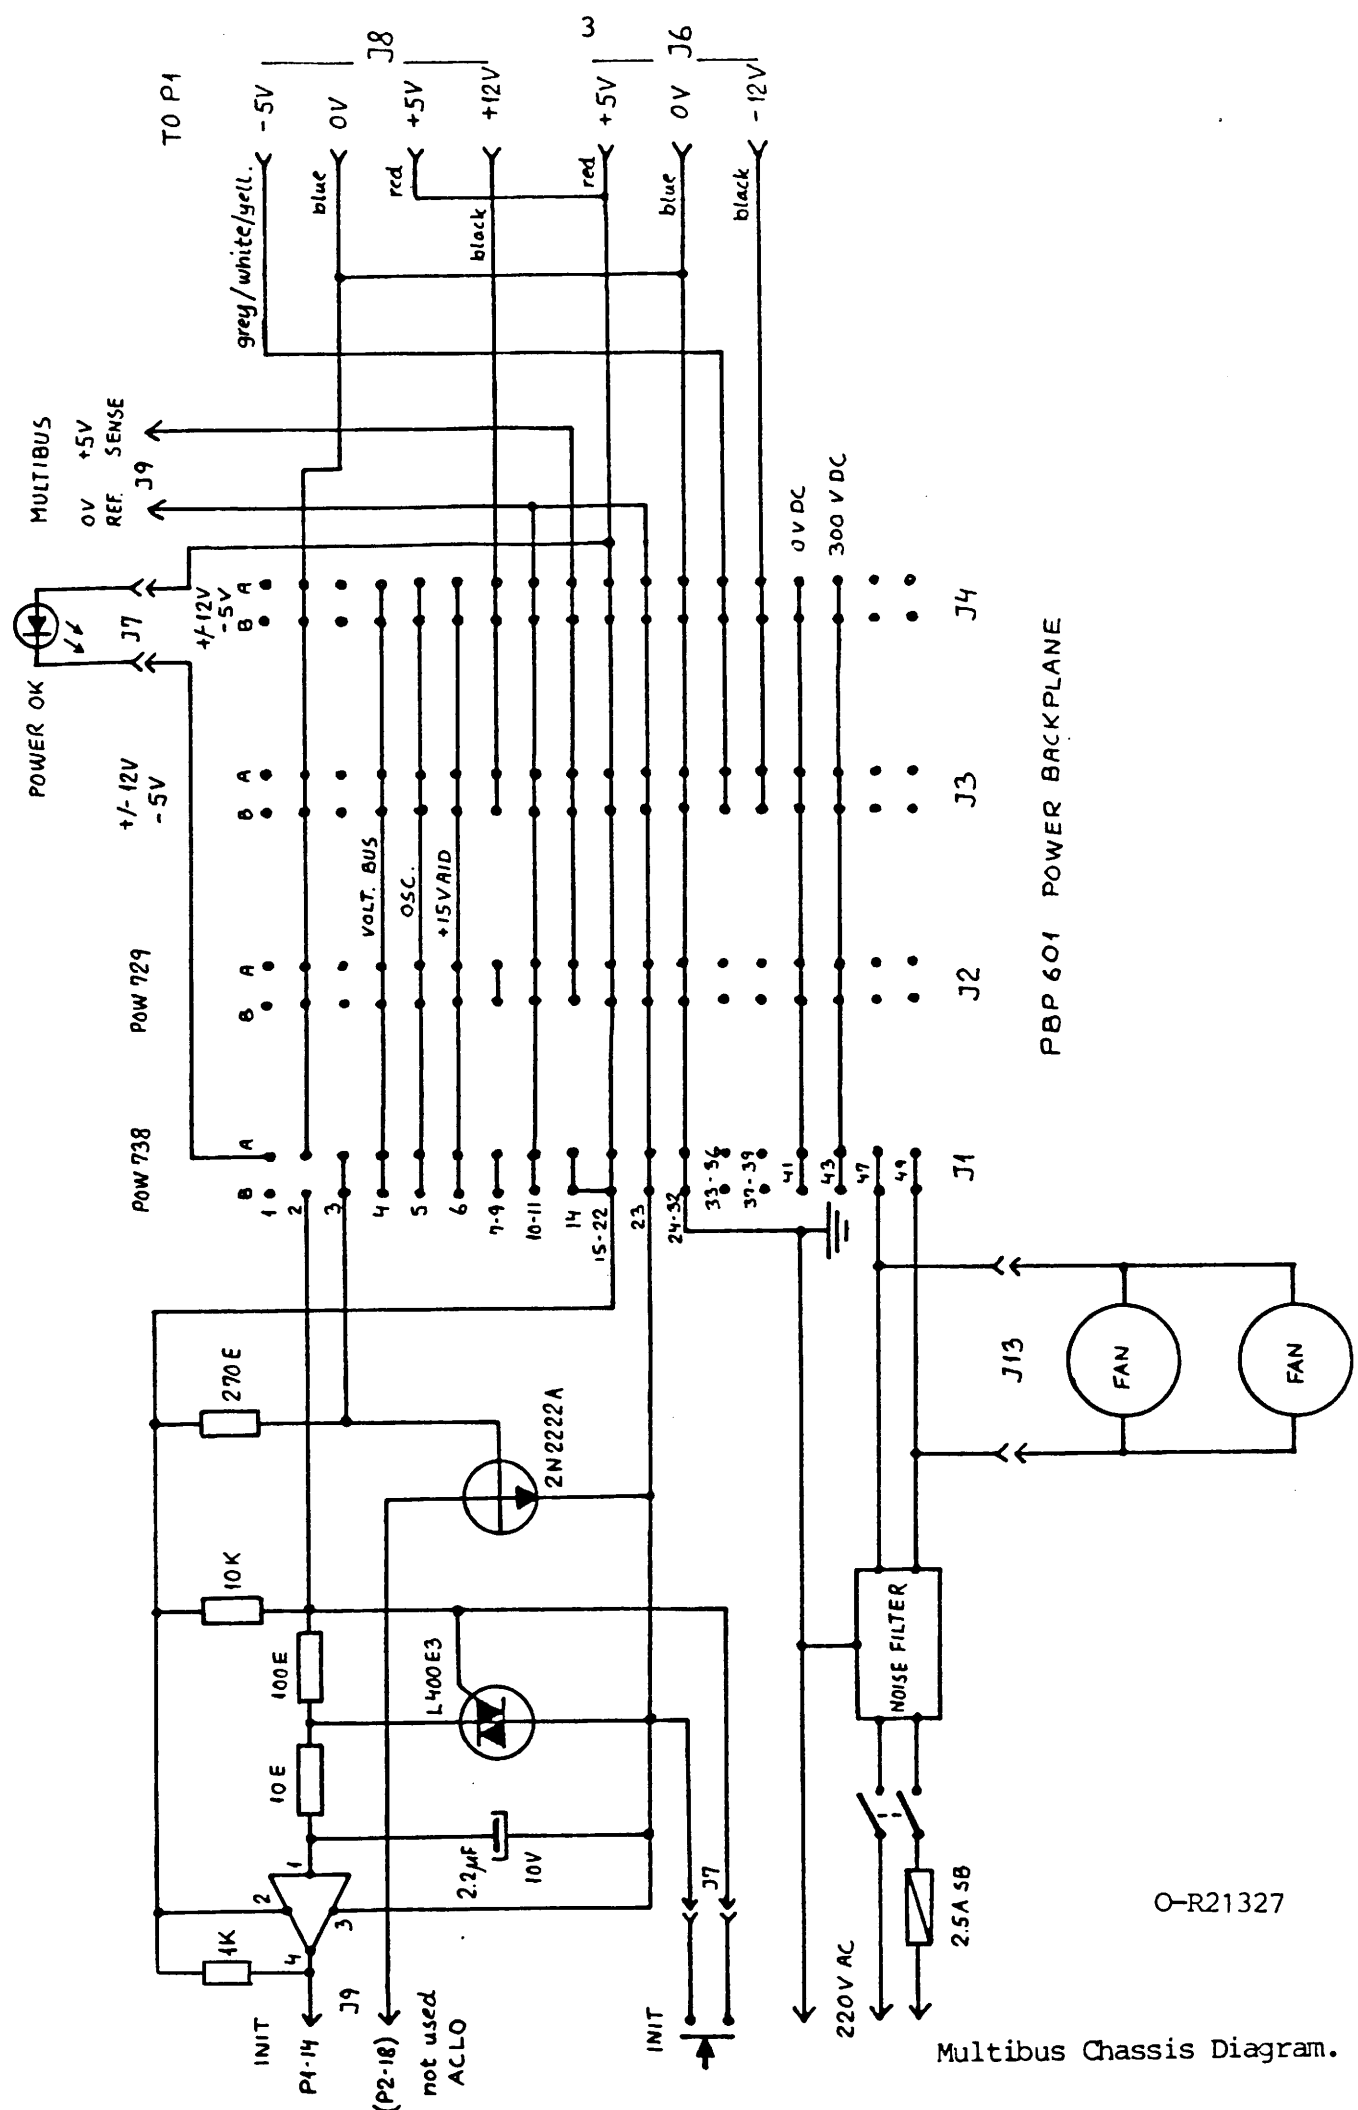 TO P1
J8
3
J6
-5V
0V
+5V
+12V
+5V
0V
-12V
grey/white/yell.
blue
red
black
red
blue
black
MULTIBUS
0V
REF.
+5V
SENSE
J9
POWER OK
J7
+/-12V
-5V
B A
+/-12V
-5V
B A
POW 729
B A
POW 738
B A
VOLT. BUS
OSC.
+15VAID
0 V DC
300 V DC
1
2
3
4
5
6
7-9
10-11
14
15-22
23
24-32
33-36
37-39
41
43
47
49
J1
J2
J3
J4
PBP 601 POWER BACKPLANE
270E
2N2222A
10K
100E
L400E3
10E
2.2µF
10V
1
2
3
4
1K
INIT
P1-14
J9
(P2-18)
not used
ACLO
INIT
J7
J13
FAN
FAN
NOISE FILTER
220V AC
2.5A SB
O-R21327
Multibus Chassis Diagram.